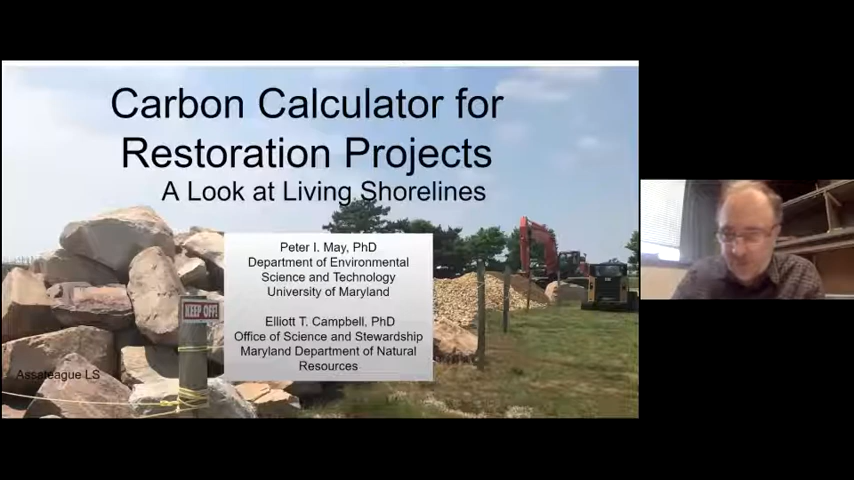 Carbon Calculator for
Restoration Projects
A Look at Living Shorelines
Peter I. May, PhD
Department of Environmental
Science and Technology
University of Maryland
Elliott T. Campbell, PhD
Office of Science and Stewardship
Maryland Department of Natural
Resources
KEEP OFF!
Assateague LS